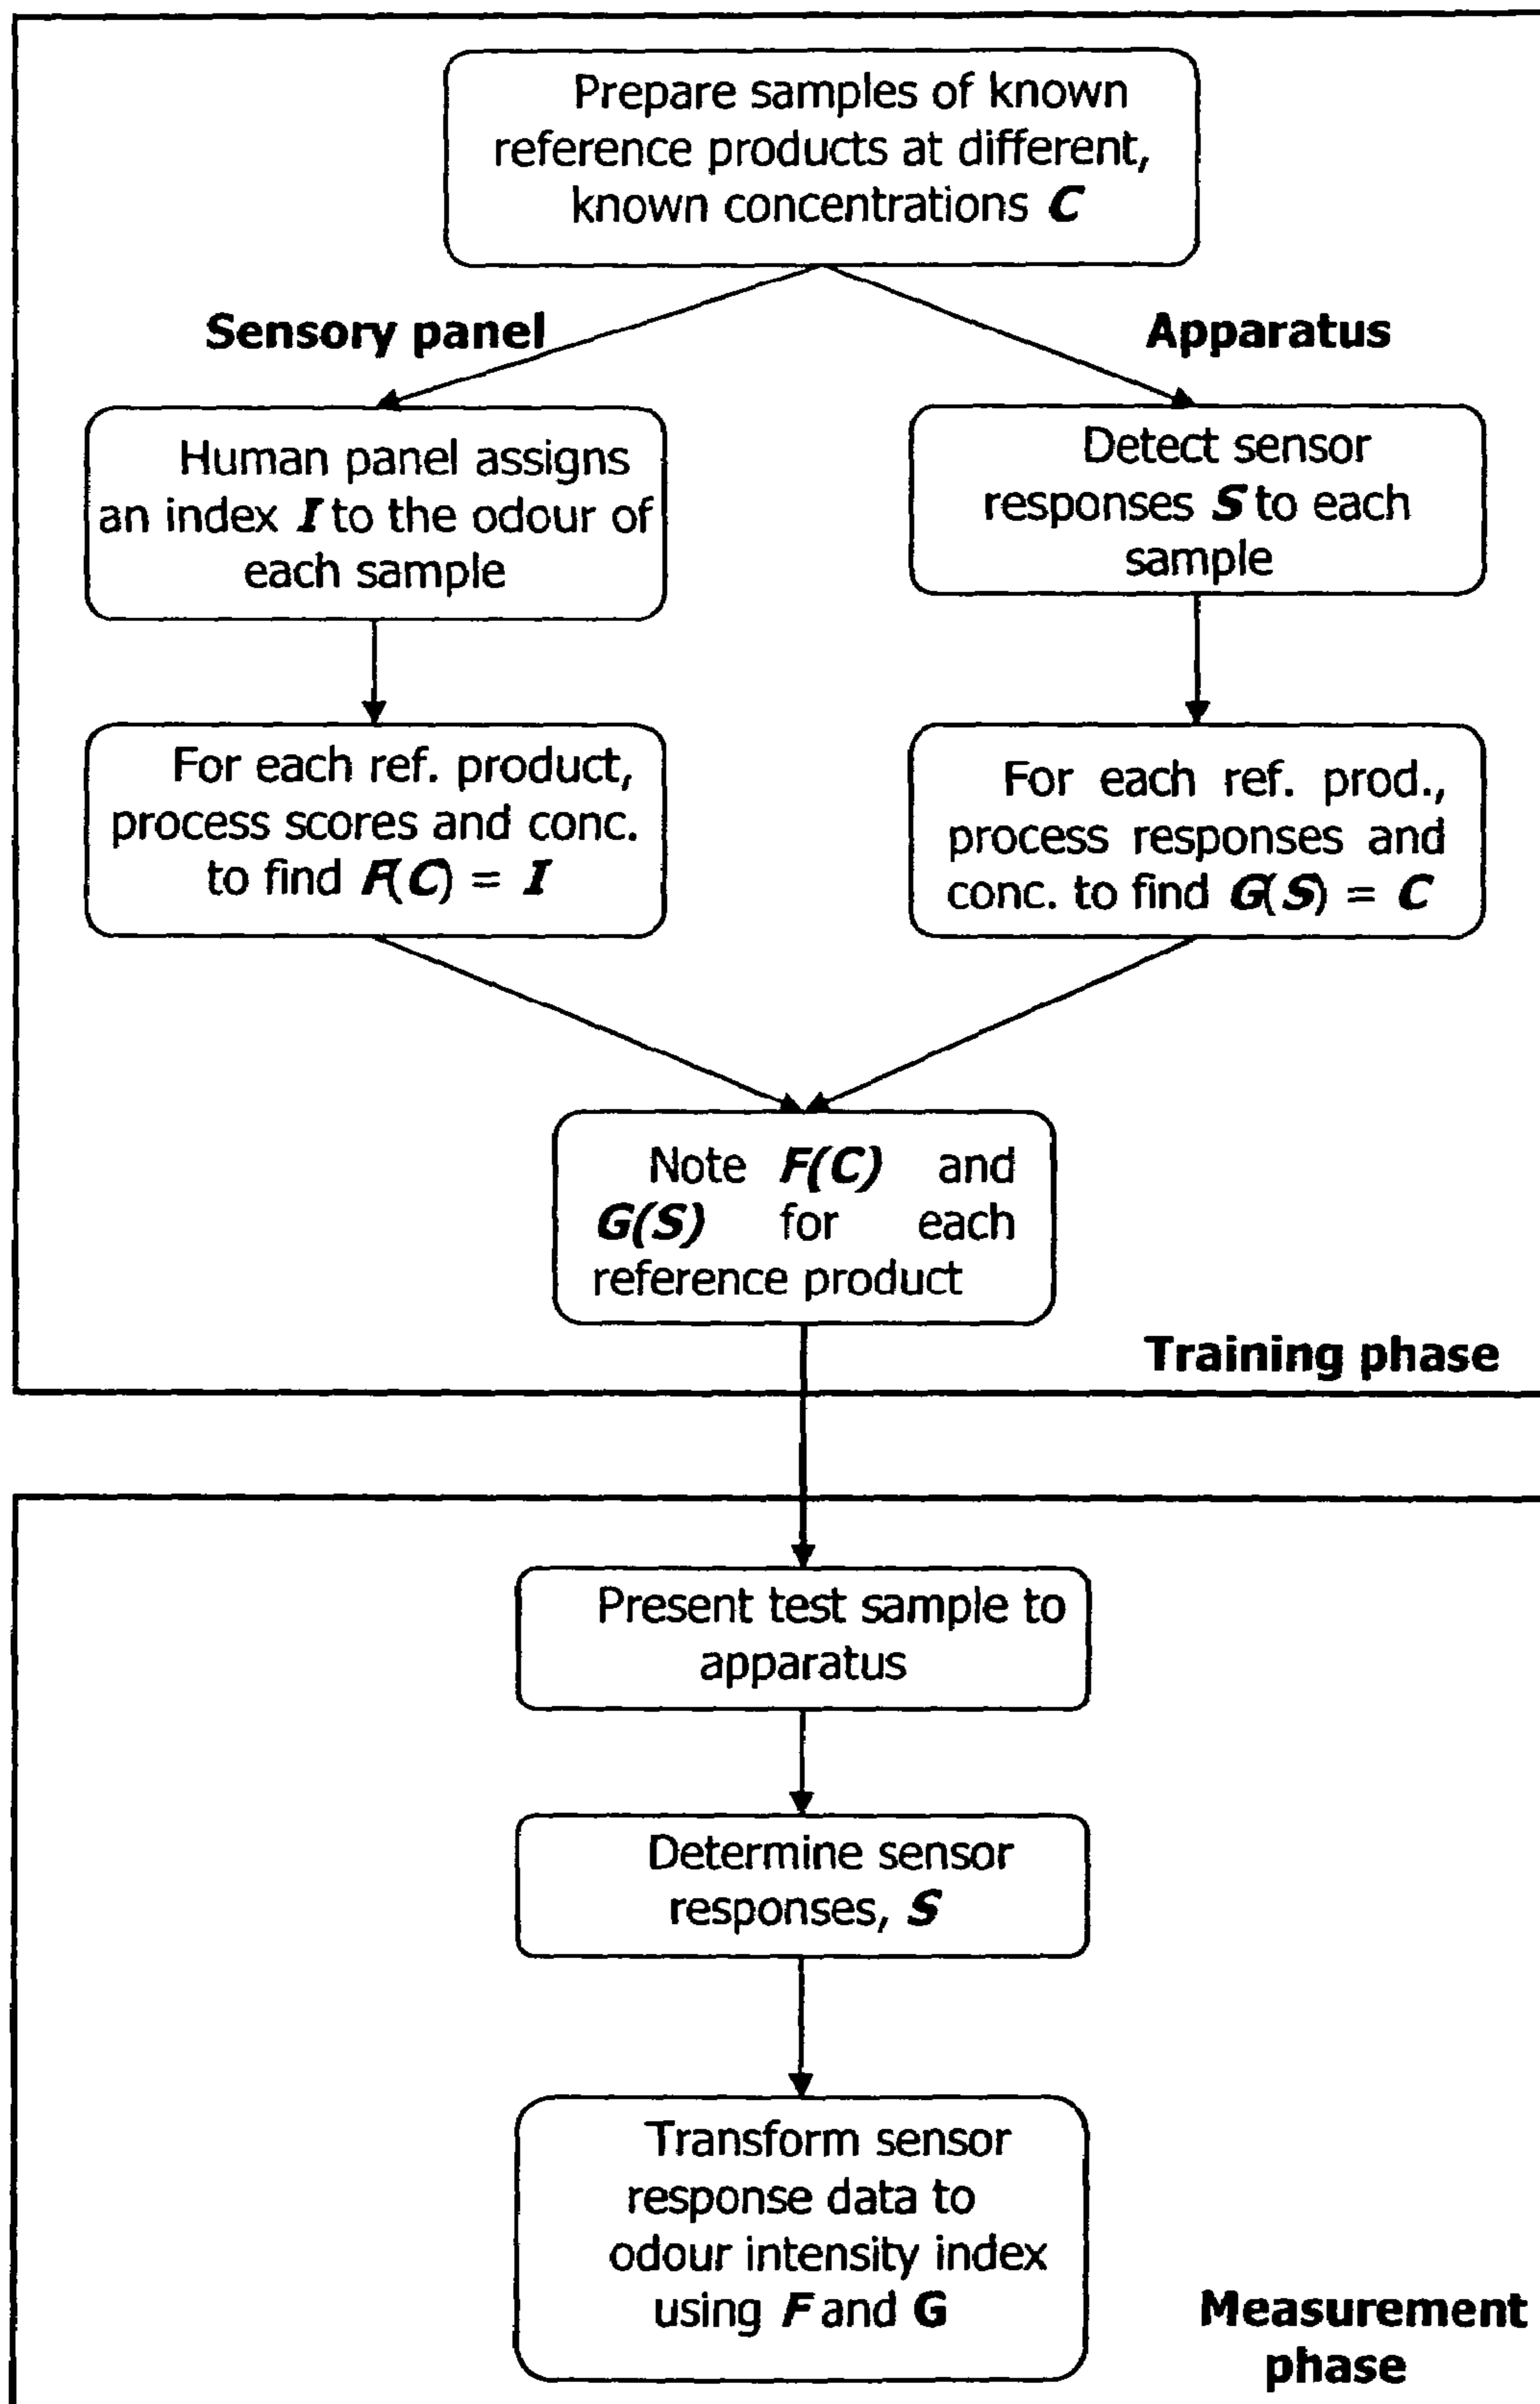 Prepare samples of known
reference products at different,
known concentrations C
Sensory panel
Apparatus
Human panel assigns
an index I to the odour of
each sample
Detect sensor
responses S to each
sample
For each ref. product,
process scores and conc.
to find F(C) = I
For each ref. prod.,
process responses and
conc. to find G(S) = C
Note F(C) and
G(S) for each
reference product
Training phase
Present test sample to
apparatus
Determine sensor
responses, S
Transform sensor
response data to
odour intensity index
using F and G
Measurement
phase